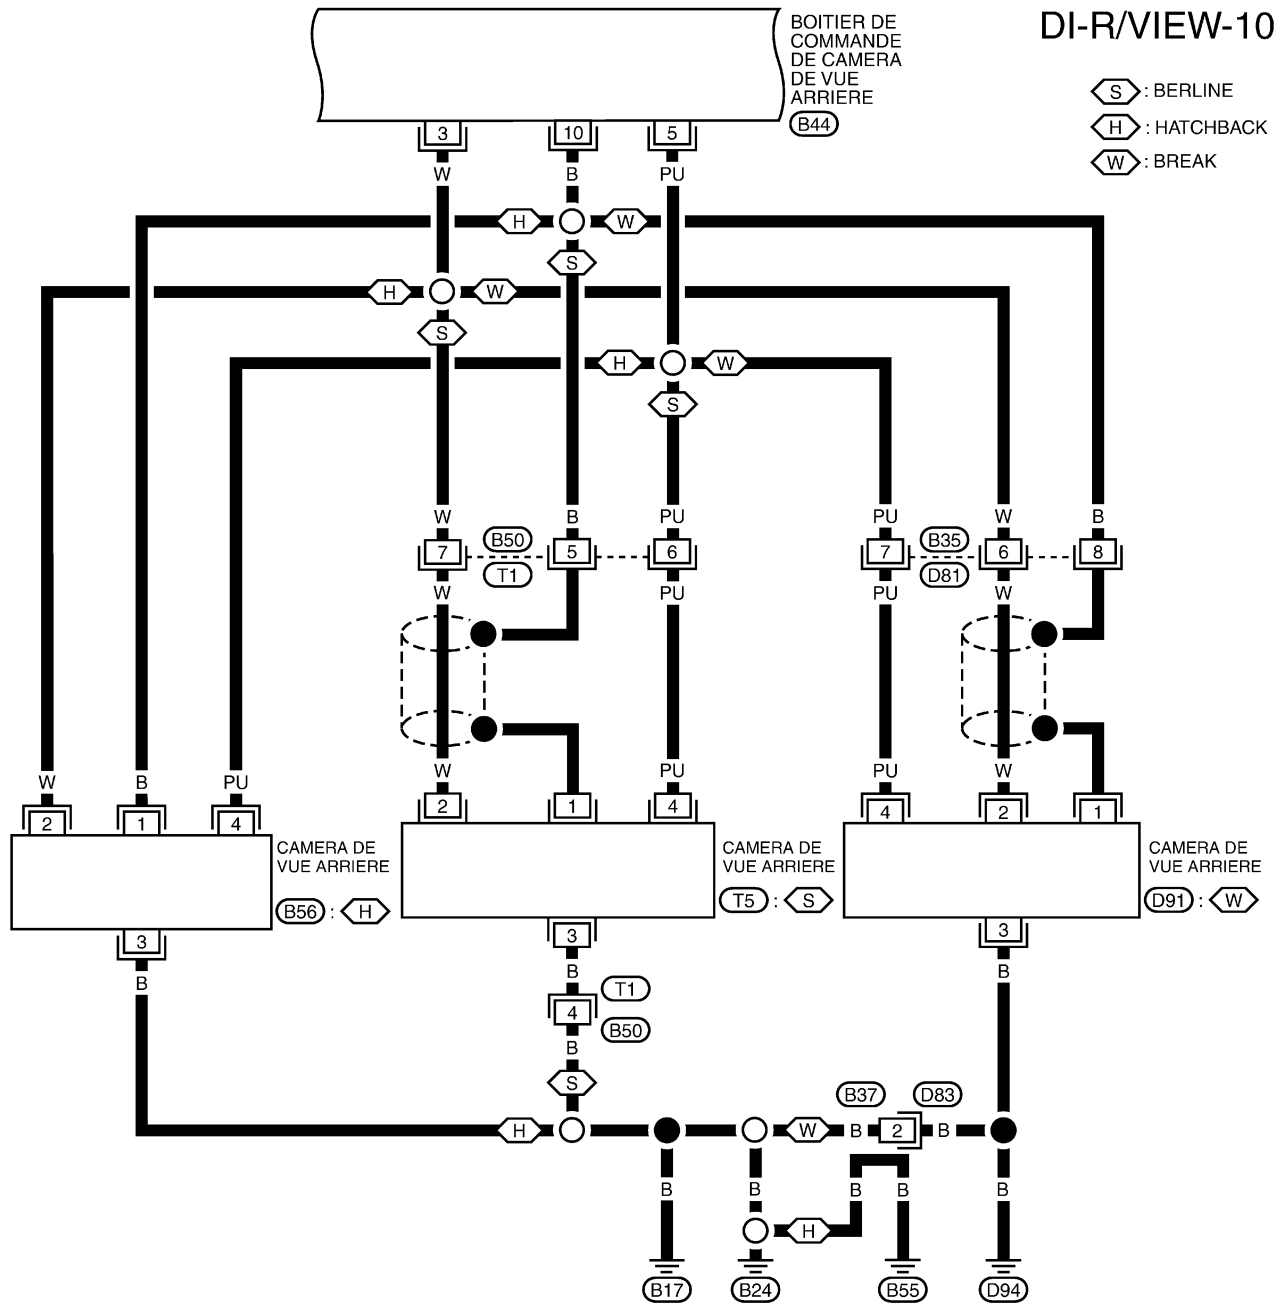 DI-R/VIEW-10
BOITIER DE
COMMANDE
DE CAMERA
DE VUE
ARRIERE
B44
S : BERLINE
H : HATCHBACK
W : BREAK
3 10 5
W B PU
H W
S
H W
S
H W
S
W B PU PU W B
7 B50 5 6 7 B35 6 8
T1 D81
W PU PU W
W B PU W PU PU W
2 1 4 2 1 4 4 2 1
CAMERA DE
VUE ARRIERE
B56 : H
CAMERA DE
VUE ARRIERE
T5 : S
CAMERA DE
VUE ARRIERE
D91 : W
3 3 3
B B B
T1
4
B50
B
S
B37 D83
H W B 2 B
B B B B B
H
B17 B24 B55 D94